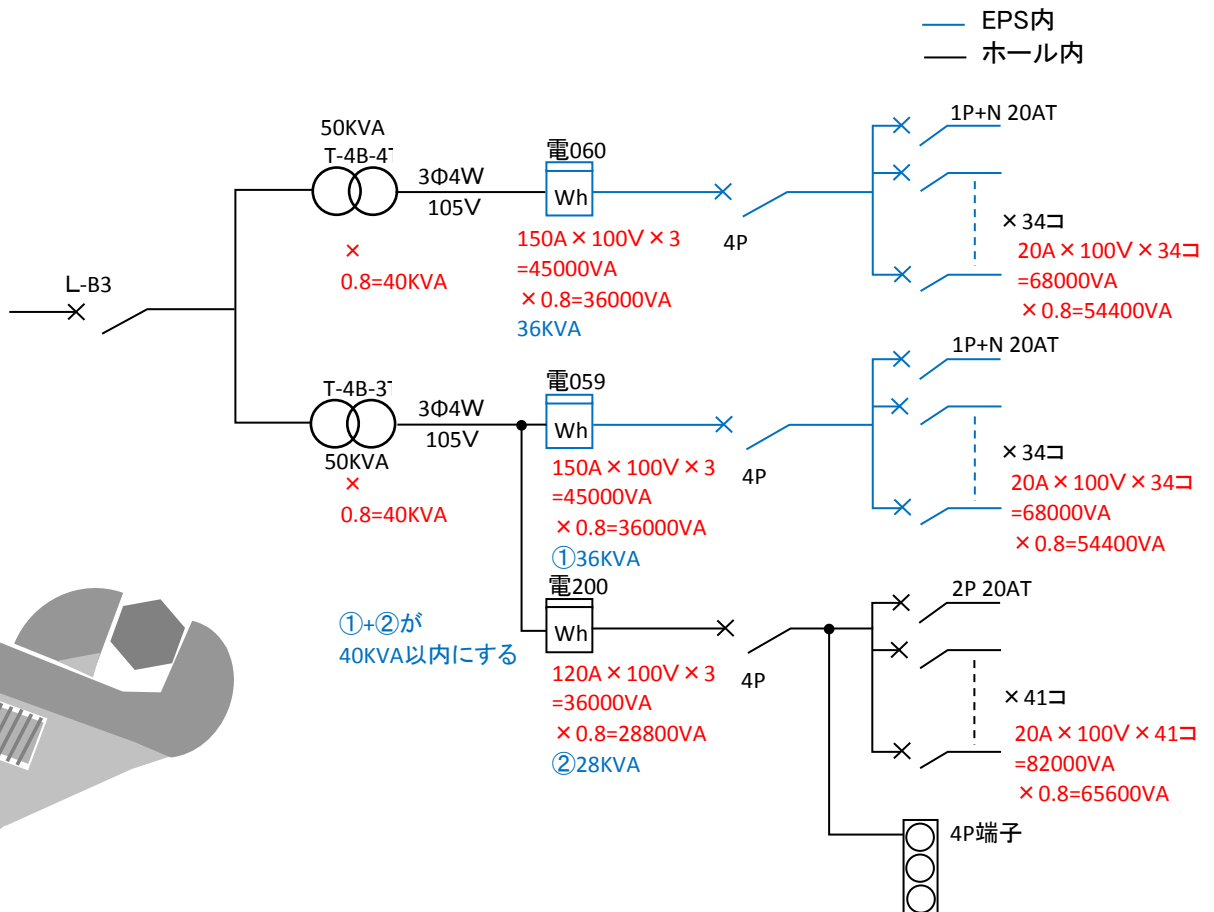 EPS内
ホール内
50KVA
T-4B-4
3Φ4W
105V
×
0.8=40KVA
電060
Wh
150A×100V×3
=45000VA
×0.8=36000VA
36KVA
4P
1P+N 20AT
×34コ
20A×100V×34コ
=68000VA
×0.8=54400VA
L-B3
T-4B-3
50KVA
3Φ4W
105V
×
0.8=40KVA
電059
Wh
150A×100V×3
=45000VA
×0.8=36000VA
①36KVA
4P
1P+N 20AT
×34コ
20A×100V×34コ
=68000VA
×0.8=54400VA
①+②が
40KVA以内にする
電200
Wh
120A×100V×3
=36000VA
×0.8=28800VA
②28KVA
4P
2P 20AT
×41コ
20A×100V×41コ
=82000VA
×0.8=65600VA
4P端子